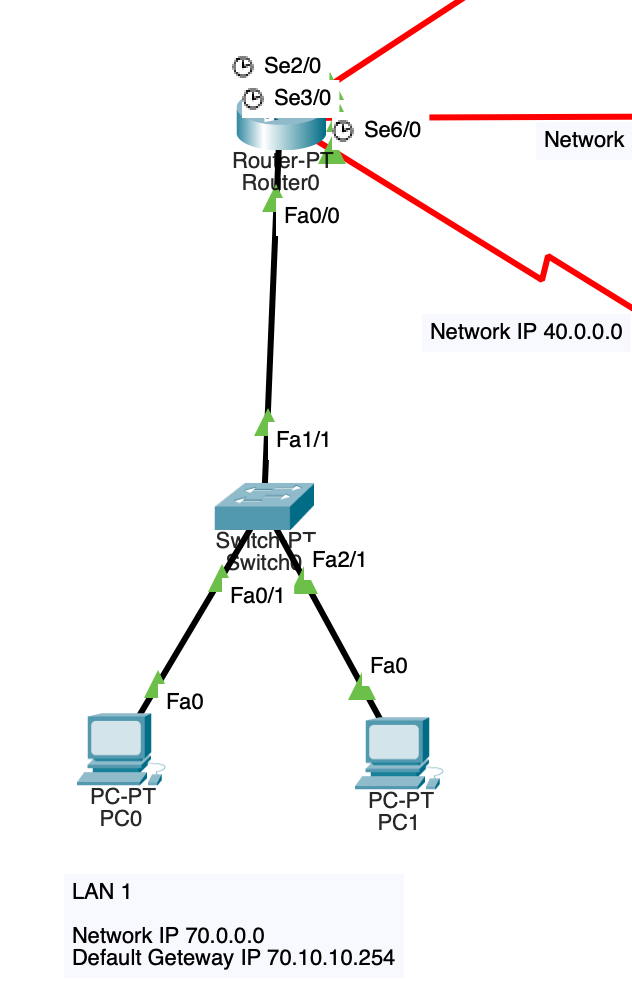 Se2/0
Se3/0
Se6/0
Network
Router-PT
Router0
Fa0/0
Network IP 40.0.0.0
Fa1/1
Switch-PT
Switch0
Fa2/1
Fa0/1
Fa0
Fa0
PC-PT
PC0
PC-PT
PC1
LAN 1
Network IP 70.0.0.0
Default Geteway IP 70.10.10.254